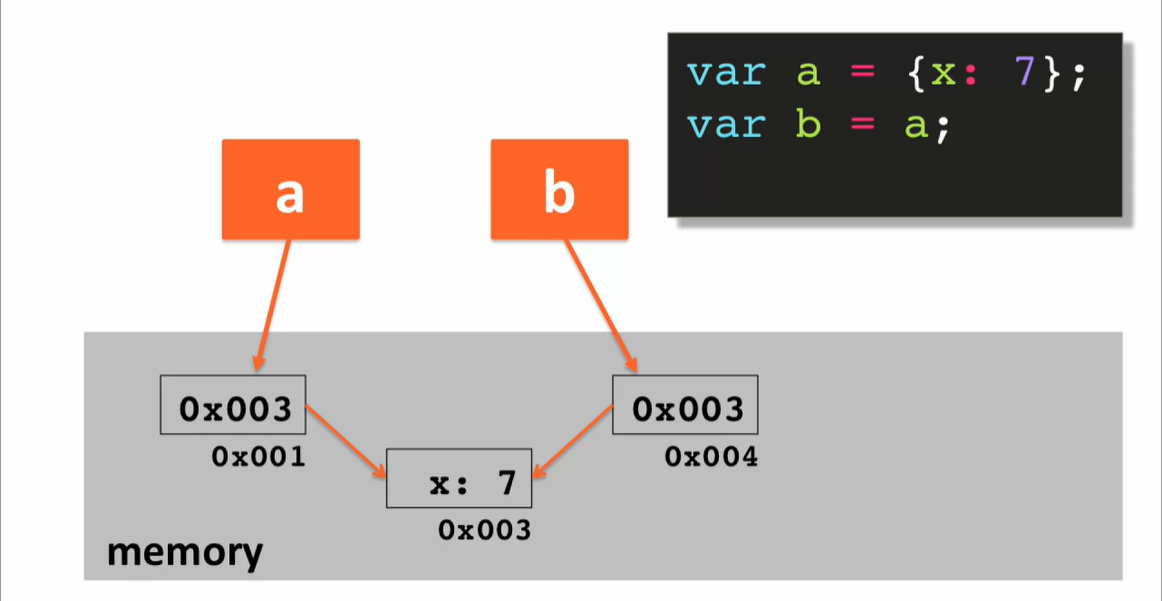 var a = {x: 7};
var b = a;
a
b
0x003
0x001
0x003
0x004
x: 7
0x003
memory